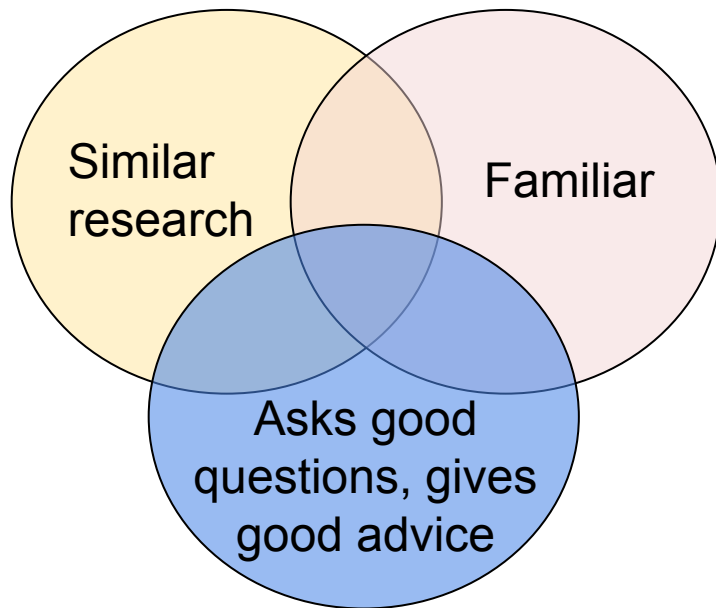 Similar
research
Familiar
Asks good
questions, gives
good advice